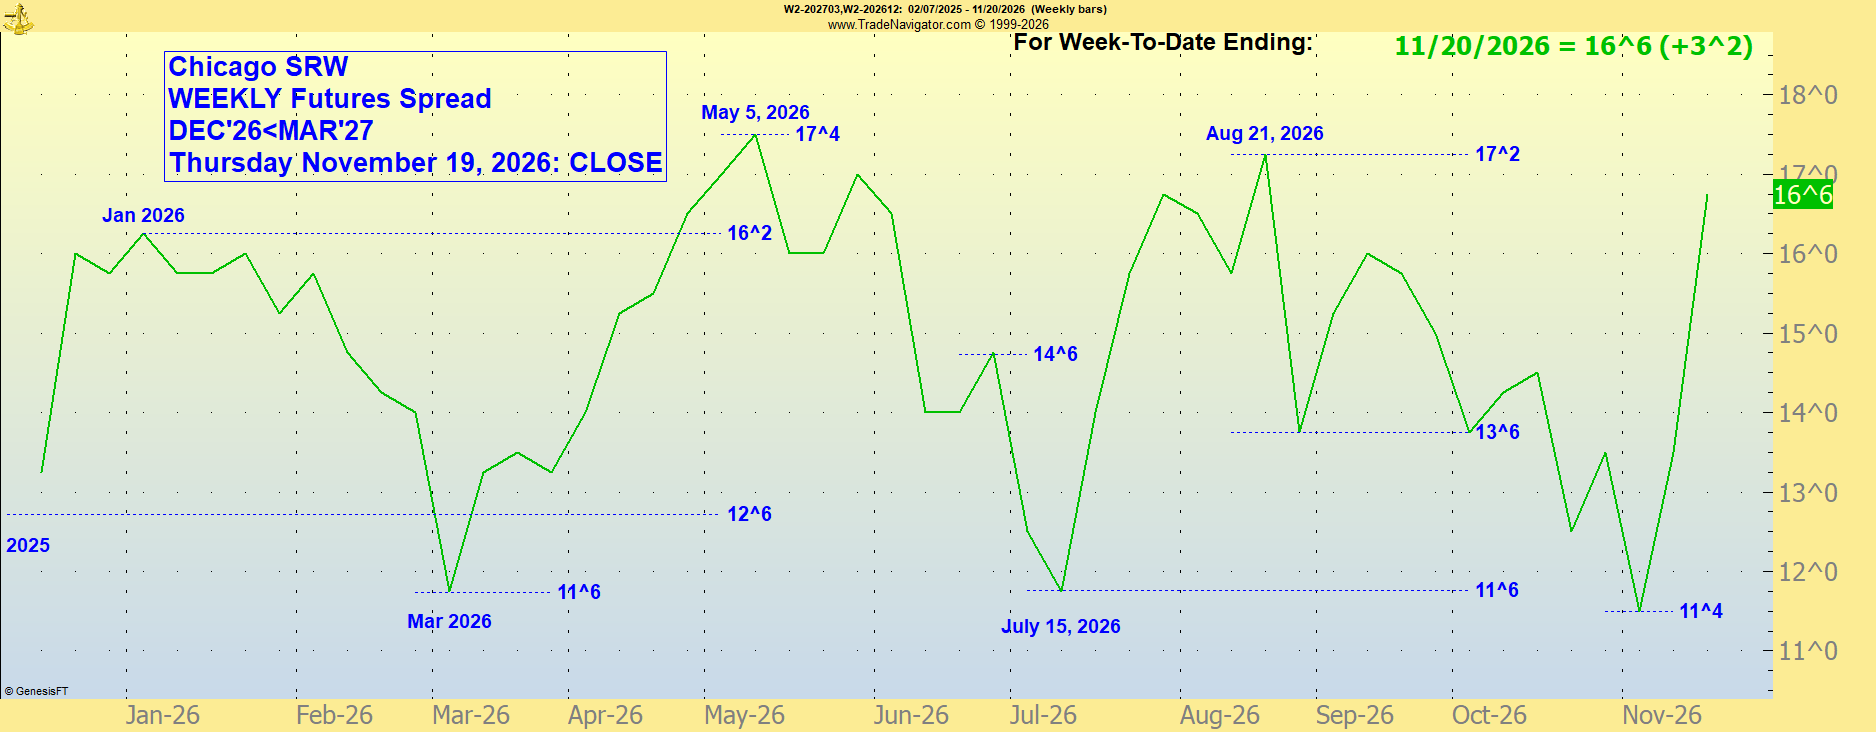 W2-202703,W2-202612: 02/07/2025 - 11/20/2026 (Weekly bars)
www.TradeNavigator.com © 1999-2026
For Week-To-Date Ending: 11/20/2026 = 16^6 (+3^2)
Chicago SRW
WEEKLY Futures Spread
DEC'26<MAR'27
Thursday November 19, 2026: CLOSE
May 5, 2026
17^4
Aug 21, 2026
17^2
Jan 2026
16^2
14^6
13^6
12^6
2025
11^6
Mar 2026
11^6
July 15, 2026
11^4
18^0
17^0
16^6
16^0
15^0
14^0
13^0
12^0
11^0
© GenesisFT
Jan-26 Feb-26 Mar-26 Apr-26 May-26 Jun-26 Jul-26 Aug-26 Sep-26 Oct-26 Nov-26